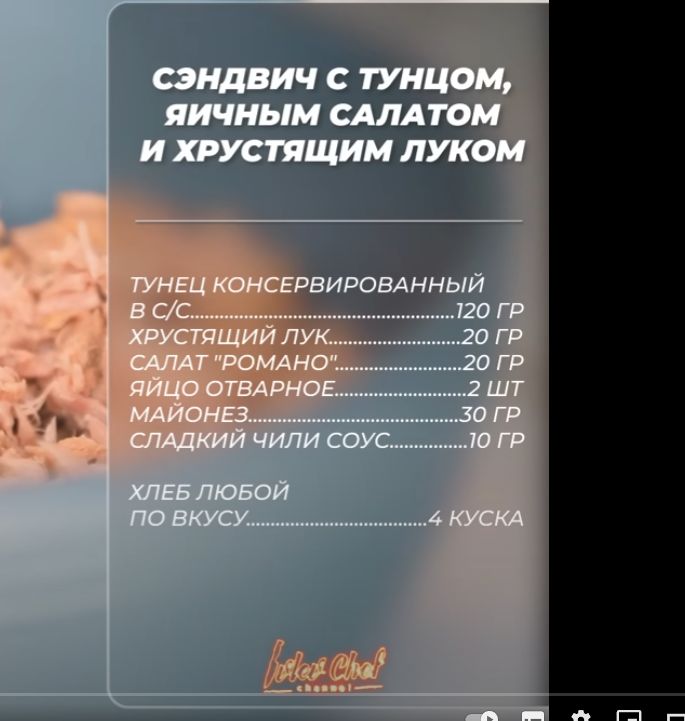 СЭНДВИЧ С ТУНЦОМ,
ЯИЧНЫМ САЛАТОМ
И ХРУСТЯЩИМ ЛУКОМ
ТУНЕЦ КОНСЕРВИРОВАННЫЙ
В С/С............................................120 ГР
ХРУСТЯЩИЙ ЛУК......................20 ГР
САЛАТ "РОМАНО".....................20 ГР
ЯЙЦО ОТВАРНОЕ......................2 ШТ
МАЙОНЕЗ...................................30 ГР
СЛАДКИЙ ЧИЛИ СОУС.............10 ГР
ХЛЕБ ЛЮБОЙ
ПО ВКУСУ..............................4 КУСКА
Chef
channel